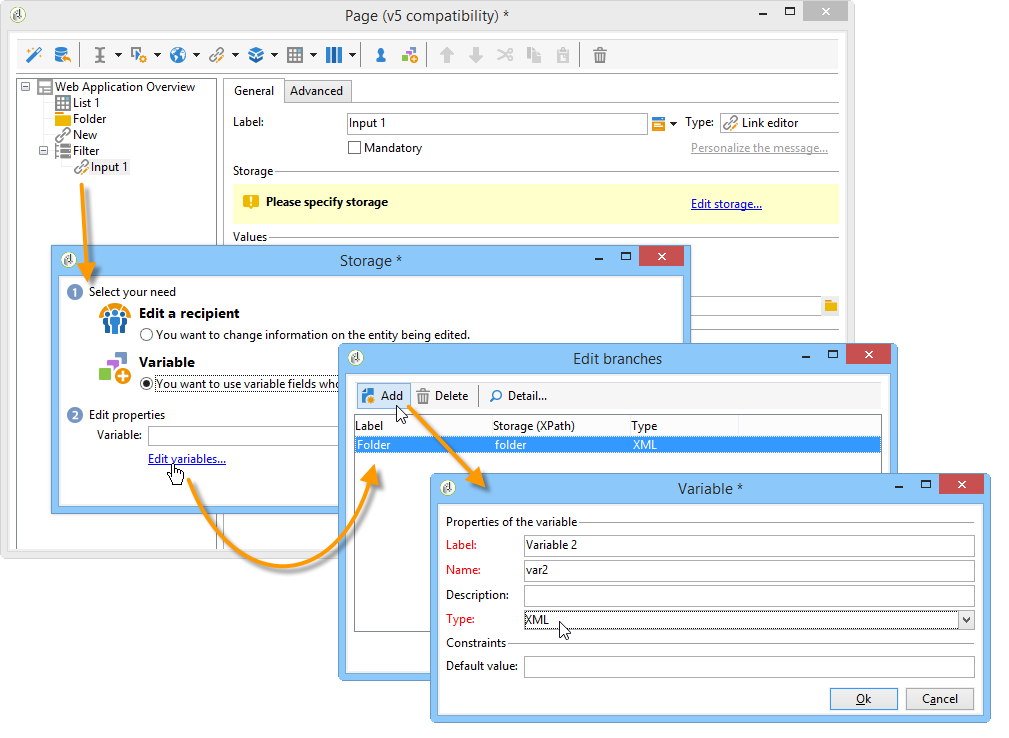 Page (v5 compatibility) *
Web Application Overview
List 1
Folder
New
Filter
Input 1
General Advanced
Label: Input 1 Type: Link editor
Mandatory Personalize the message...
Storage
Please specify storage Edit storage...
Values
Storage *
1 Select your need
Edit a recipient
You want to change information on the entity being edited.
Variable
You want to use variable fields
2 Edit properties
Variable:
Edit variables...
Edit branches
Add Delete Detail...
Label Storage (XPath) Type
Folder folder XML
Variable *
Properties of the variable
Label: Variable 2
Name: var2
Description:
Type: XML
Constraints
Default value:
Ok Cancel